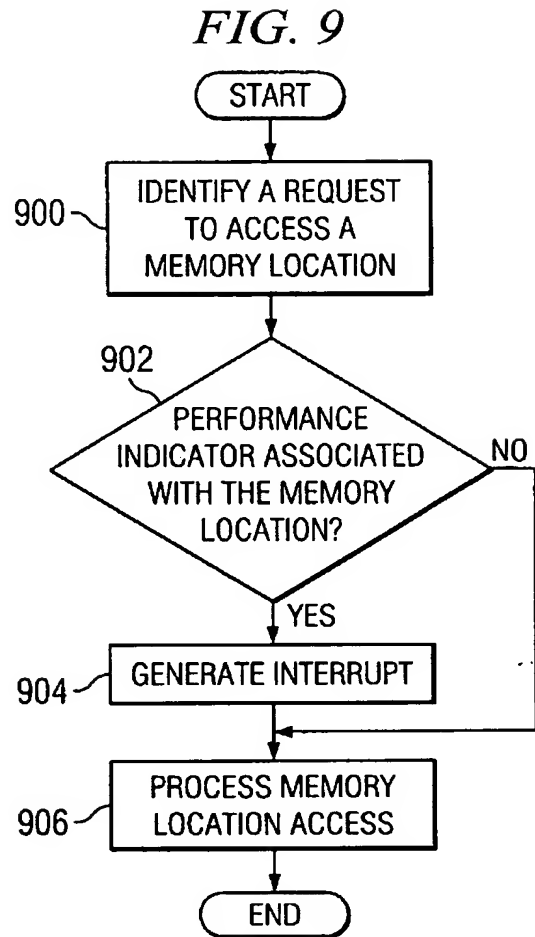 FIG. 9
START
900
IDENTIFY A REQUEST
TO ACCESS A
MEMORY LOCATION
902
PERFORMANCE
INDICATOR ASSOCIATED
WITH THE MEMORY
LOCATION?
NO
YES
904
GENERATE INTERRUPT
906
PROCESS MEMORY
LOCATION ACCESS
END